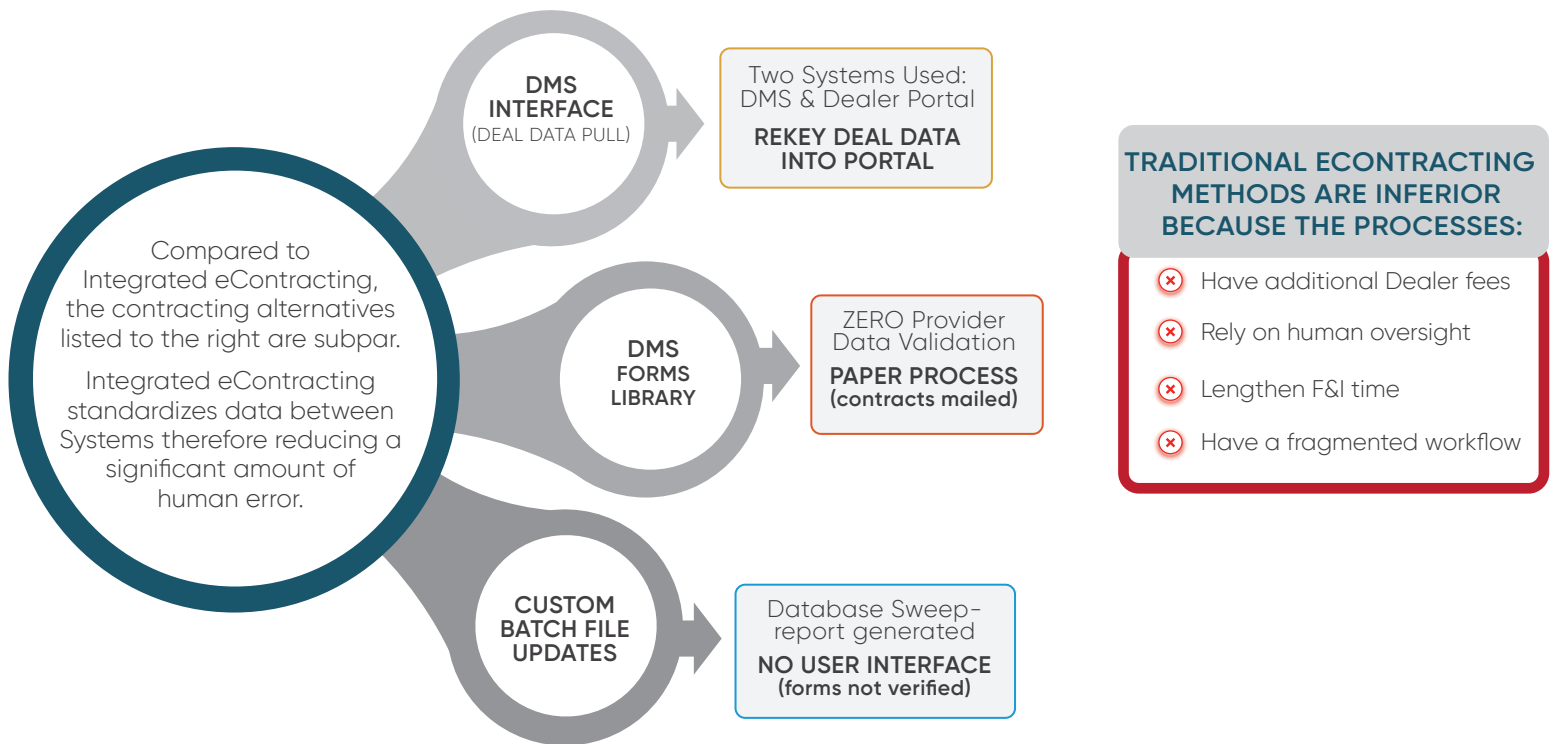 Compared to
Integrated eContracting,
the contracting alternatives
listed to the right are subpar.
Integrated eContracting
standardizes data between
Systems therefore reducing a
significant amount of
human error.
DMS
INTERFACE
(DEAL DATA PULL)
Two Systems Used:
DMS & Dealer Portal
REKEY DEAL DATA
INTO PORTAL
DMS
FORMS
LIBRARY
ZERO Provider
Data Validation
PAPER PROCESS
(contracts mailed)
CUSTOM
BATCH FILE
UPDATES
Database Sweep-
report generated
NO USER INTERFACE
(forms not verified)
TRADITIONAL ECONTRACTING
METHODS ARE INFERIOR
BECAUSE THE PROCESSES:
Have additional Dealer fees
Rely on human oversight
Lengthen F&I time
Have a fragmented workflow